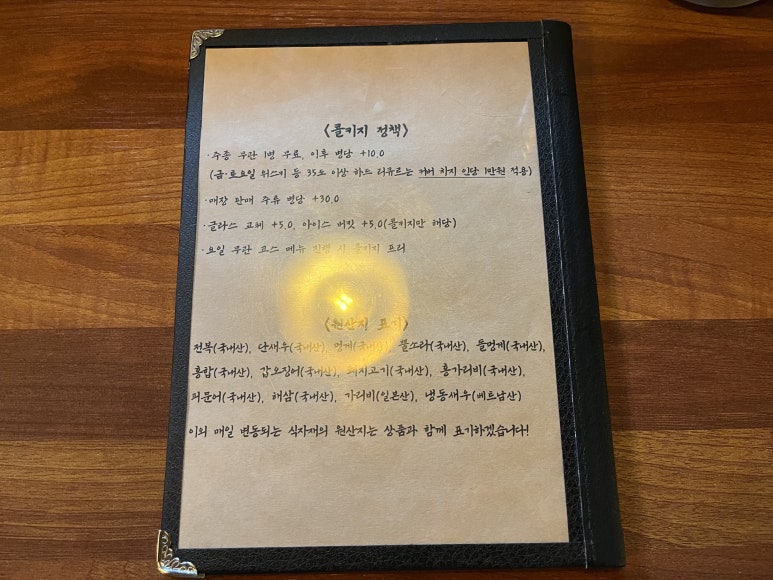 <콜키지 정책>
· 주종 무관 1병 무료, 이후 병당 +10.0
(금·토요일 위스키 등 35도 이상 하드 리큐르는 커버 차지 인당 1만원 적용)
· 매장 판매 주류 병당 +30.0
· 글라스 교체 +5.0, 아이스 버킷 +5.0(콜키지만 해당)
· 요일 무관 코스 메뉴 진행 시 콜키지 프리
<원산지 표기>
전복(국내산), 단새우(국내산), 멍게(국내산), 뿔소라(국내산), 돌멍게(국내산),
홍합(국내산), 갑오징어(국내산), 돼지고기(국내산), 홍가리비(국내산),
피문어(국내산), 해삼(국내산), 가리비(일본산), 냉동새우(베트남산)
이외 매일 변동되는 식자재의 원산지는 상품과 함께 표기하겠습니다!